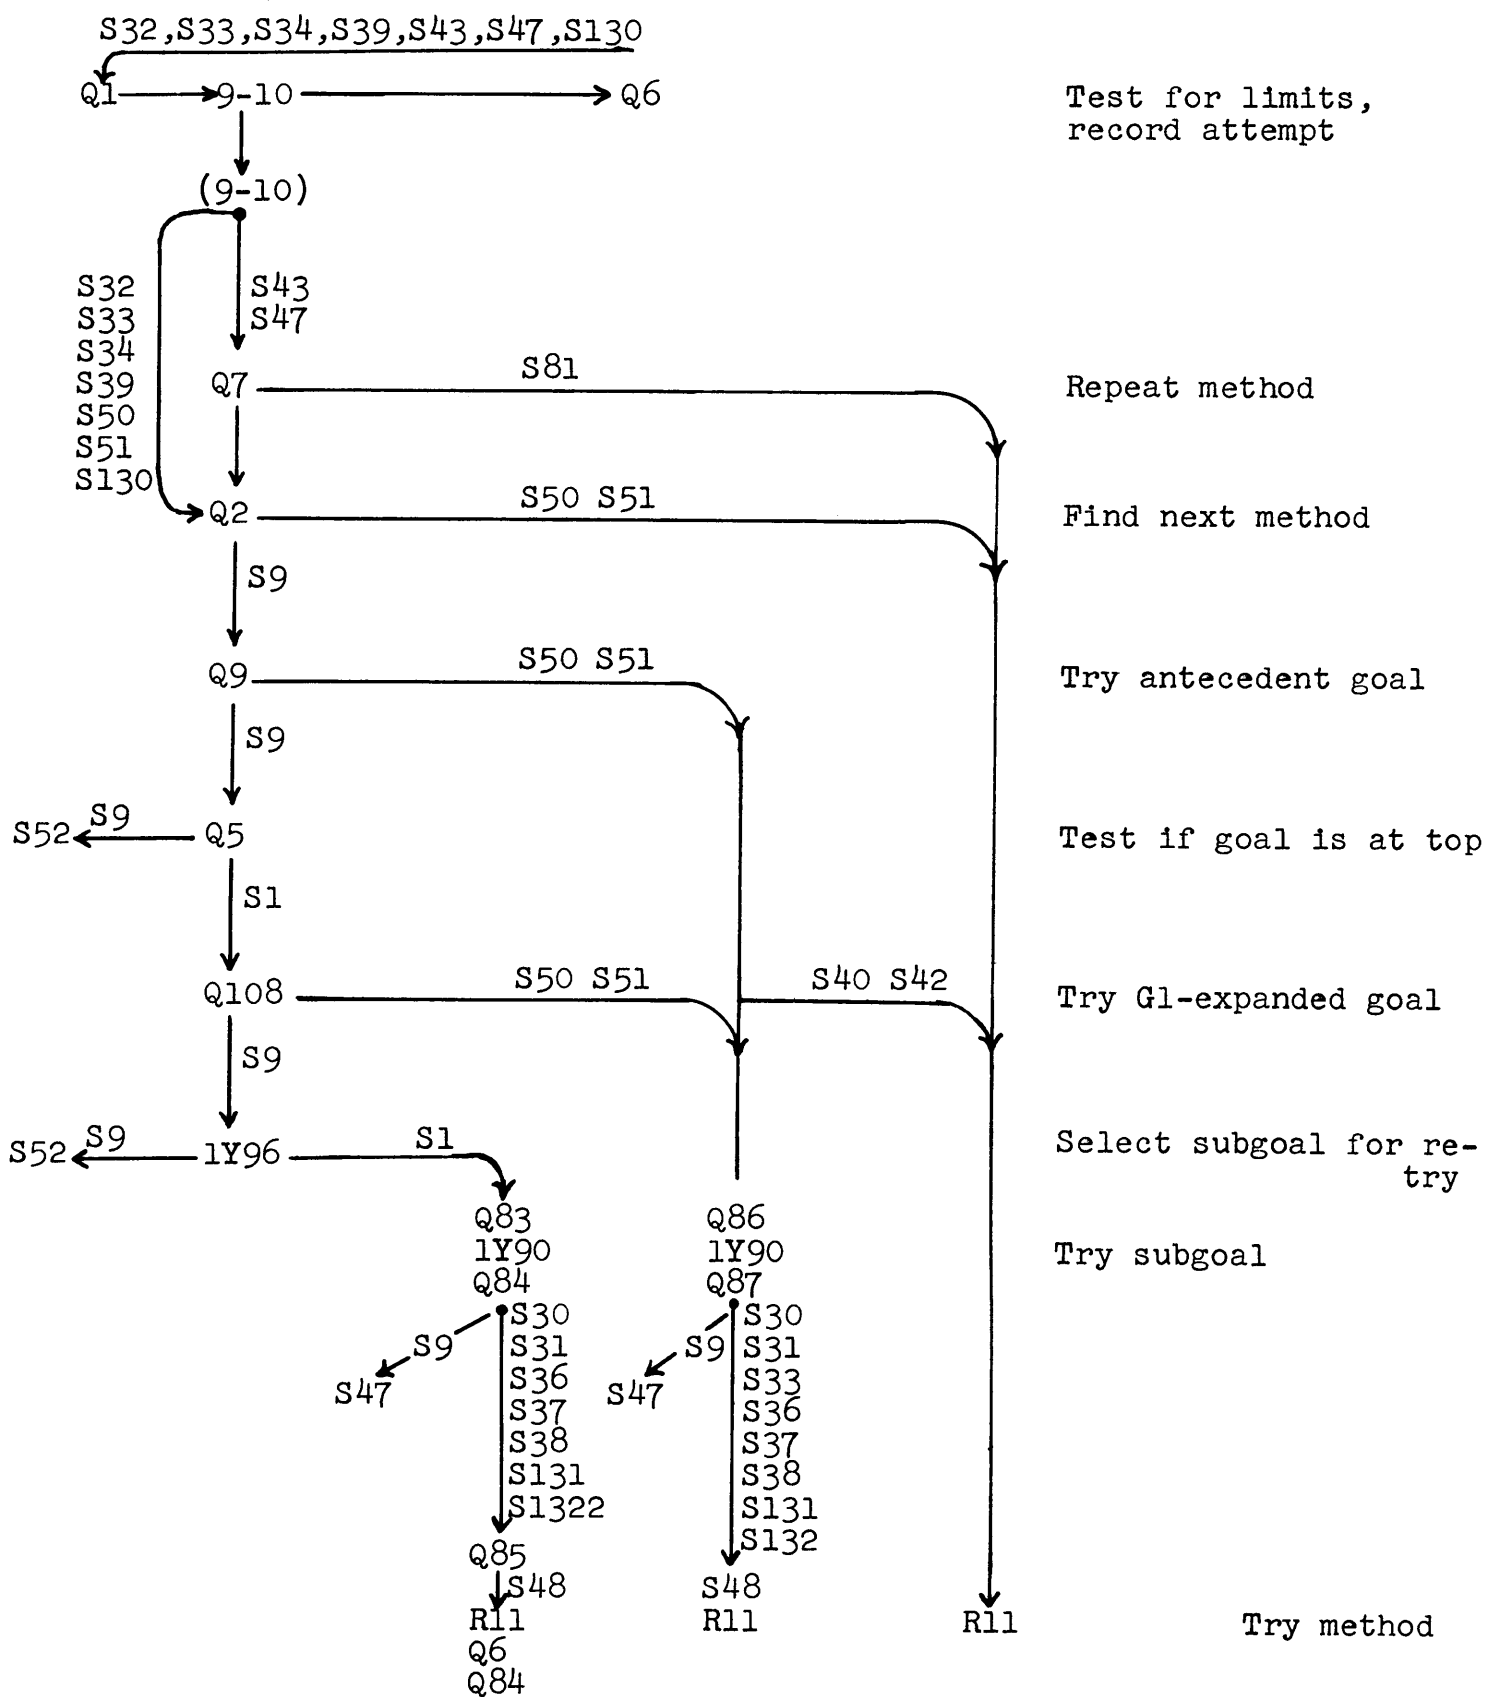 S32,S33,S34,S39,S43,S47,S130
Q1 9-10 Q6
Test for limits,
record attempt
(9-10)
S32
S33
S34
S39
S50
S51
S130
S43
S47
Q7 S81
Repeat method
Q2 S50 S51
Find next method
S9
Q9 S50 S51
Try antecedent goal
S9
S52 S9 Q5
Test if goal is at top
S1
Q108 S50 S51 S40 S42
Try G1-expanded goal
S9
S52 S9 1Y96 S1
Select subgoal for re-
try
Q83
1Y90
Q84
Q86
1Y90
Q87
Try subgoal
S9
S47
S30
S31
S36
S37
S38
S131
S1322
S9
S47
S30
S31
S33
S36
S37
S38
S131
S132
Q85
S48
R11
Q6
Q84
S48
R11
R11
Try method